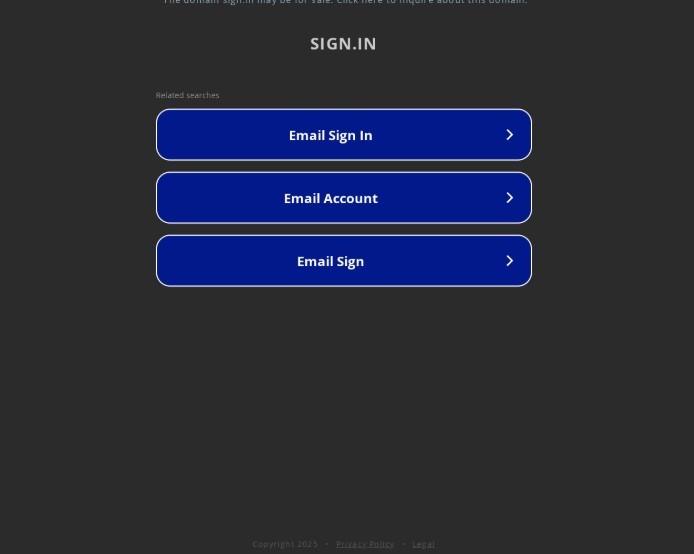 The domain sign.in may be for sale. Click here to inquire about this domain.
SIGN.IN
Related searches
Email Sign In
Email Account
Email Sign
Copyright 2025 • Privacy Policy • Legal